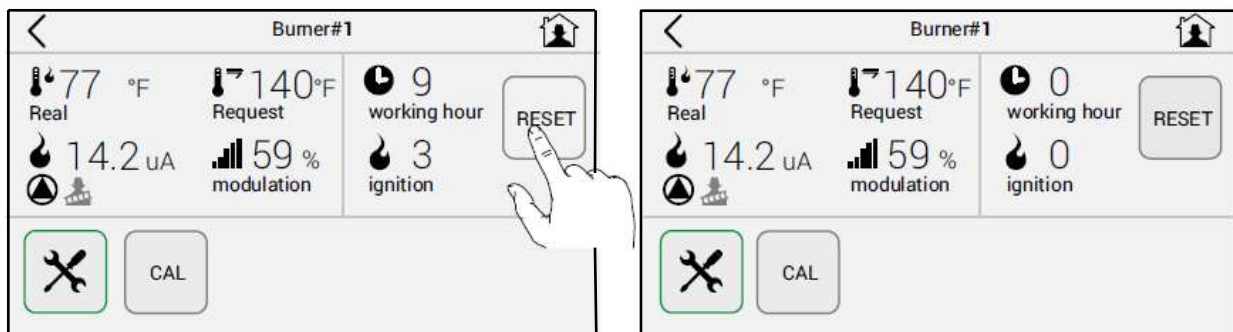 Burner#1
77 °F 140°F 9
Real Request working hour
RESET
14.2 uA 59 % 3
modulation ignition
CAL
Burner#1
77 °F 140°F 0
Real Request working hour
RESET
14.2 uA 59 % 0
modulation ignition
CAL